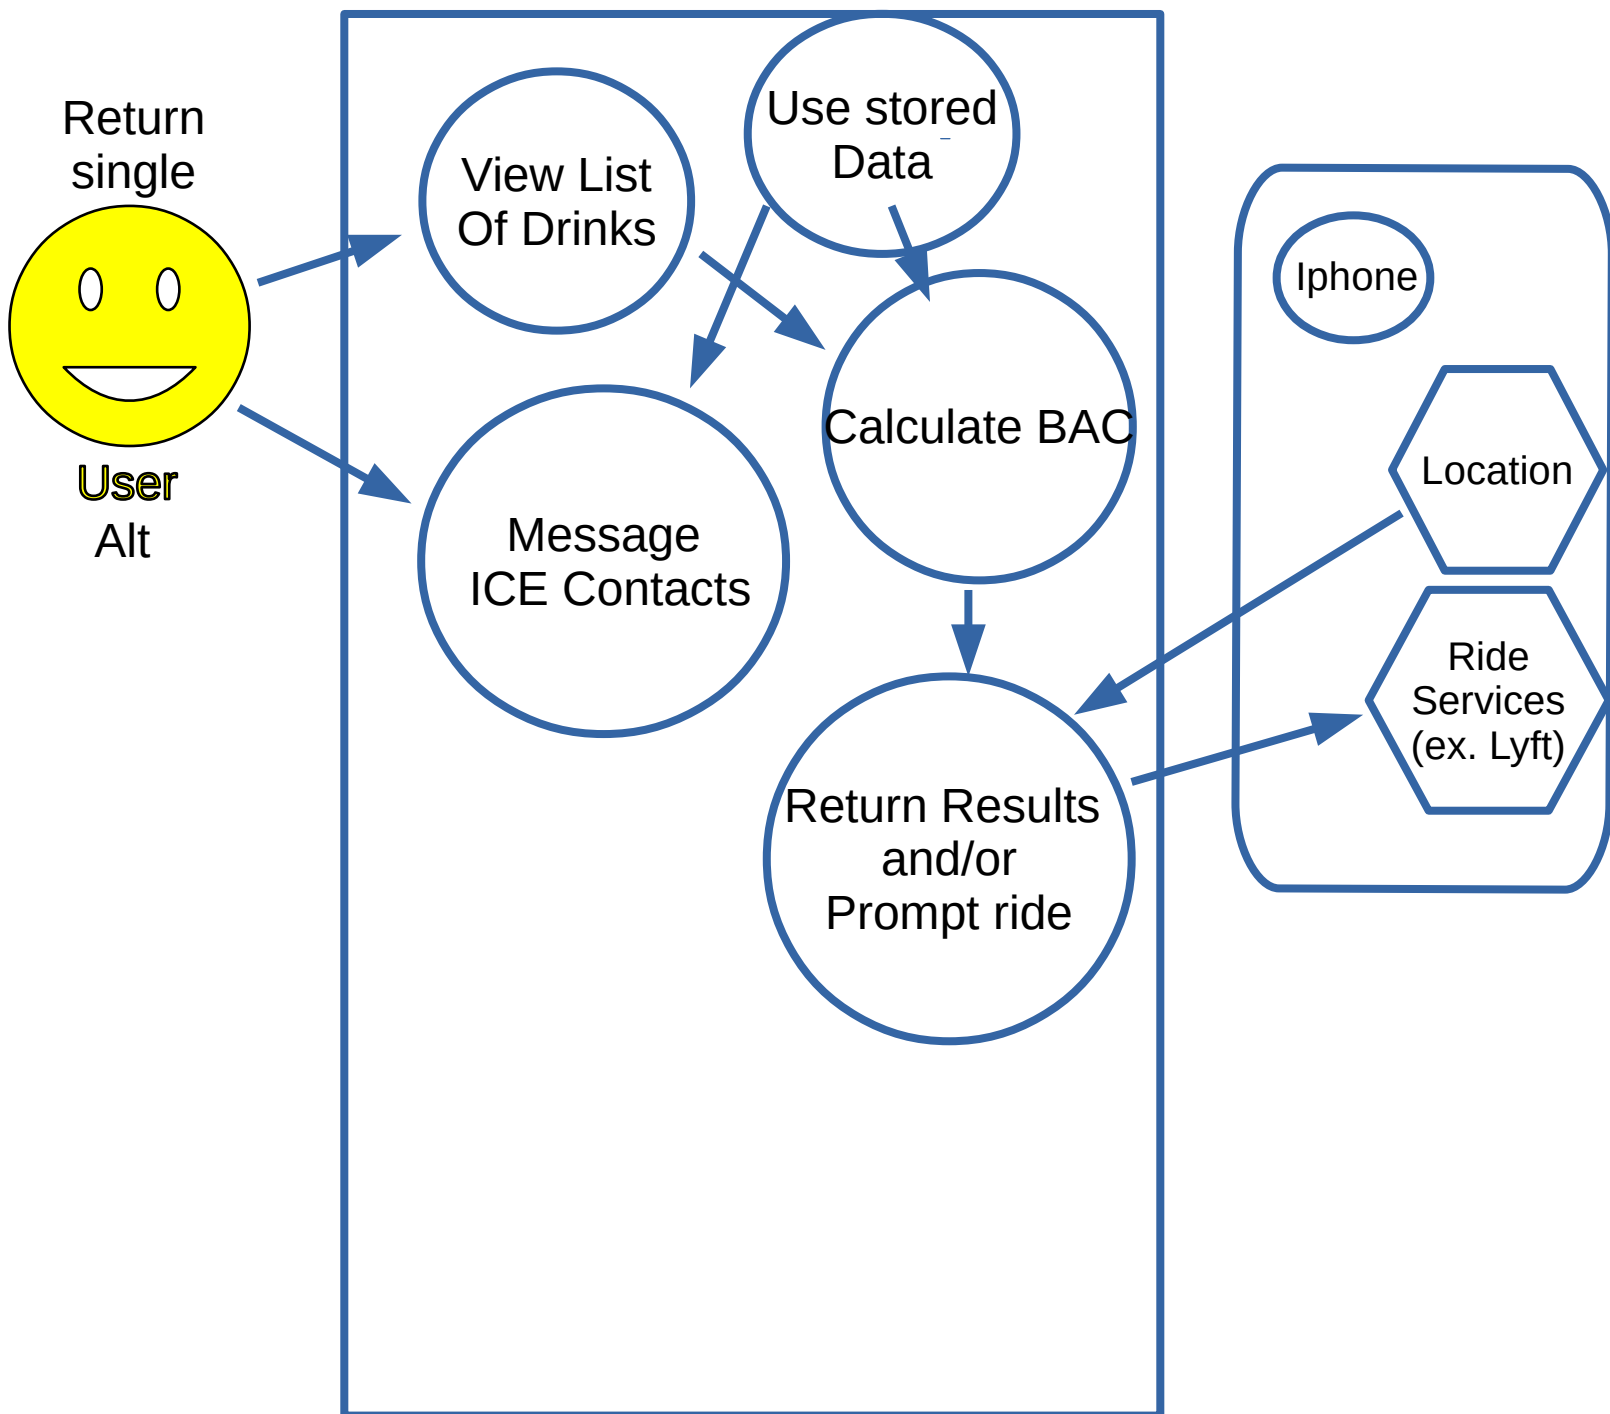 Return
single
User
Alt
View List
Of Drinks
Use stored
Data
Calculate BAC
Message
ICE Contacts
Return Results
and/or
Prompt ride
Iphone
Location
Ride
Services
(ex. Lyft)